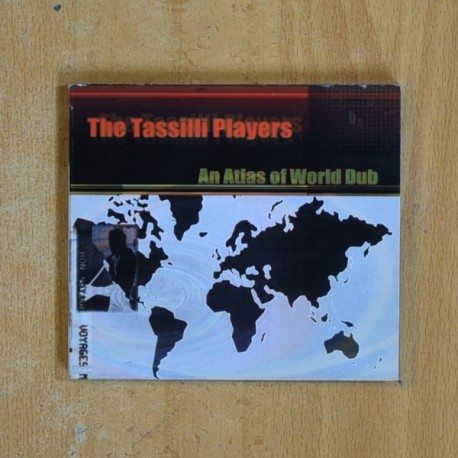 The Tassilli Players
An Atlas of World Dub
VOYAGES